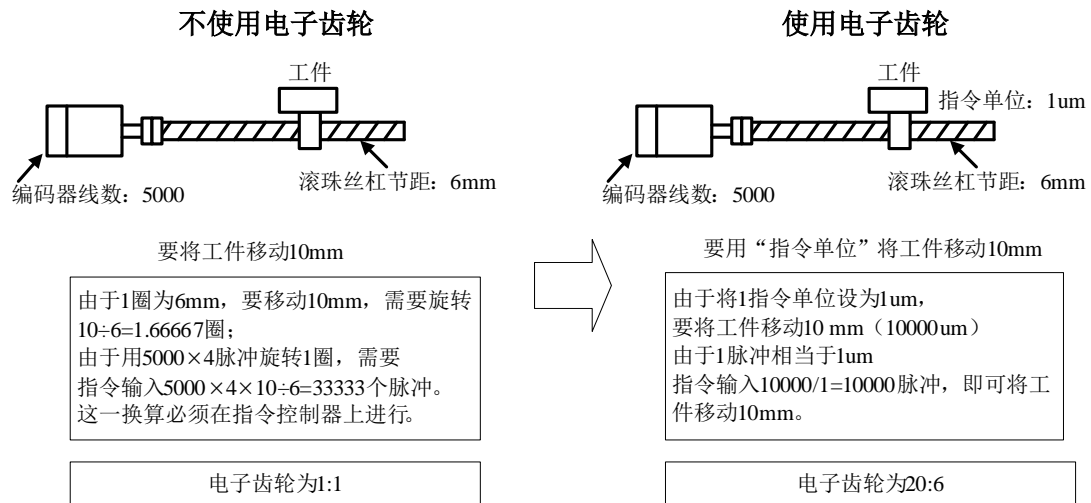 不使用电子齿轮
工件
编码器线数：5000
滚珠丝杠节距：6mm
要将工件移动10mm
由于1圈为6mm，要移动10mm，需要旋转
10÷6=1.66667圈；
由于用5000×4脉冲旋转1圈，需要
指令输入5000×4×10÷6=33333个脉冲。
这一换算必须在指令控制器上进行.
电子齿轮为1:1
使用电子齿轮
工件
指令单位：1um
编码器线数：5000
滚珠丝杠节距：6mm
要用“指令单位”将工件移动10mm
由于将1指令单位设为1um，
要将工件移动10 mm（10000um）
由于1脉冲相当于1um
指令输入10000/1=10000脉冲，即可将工
件移动10mm。
电子齿轮为20:6